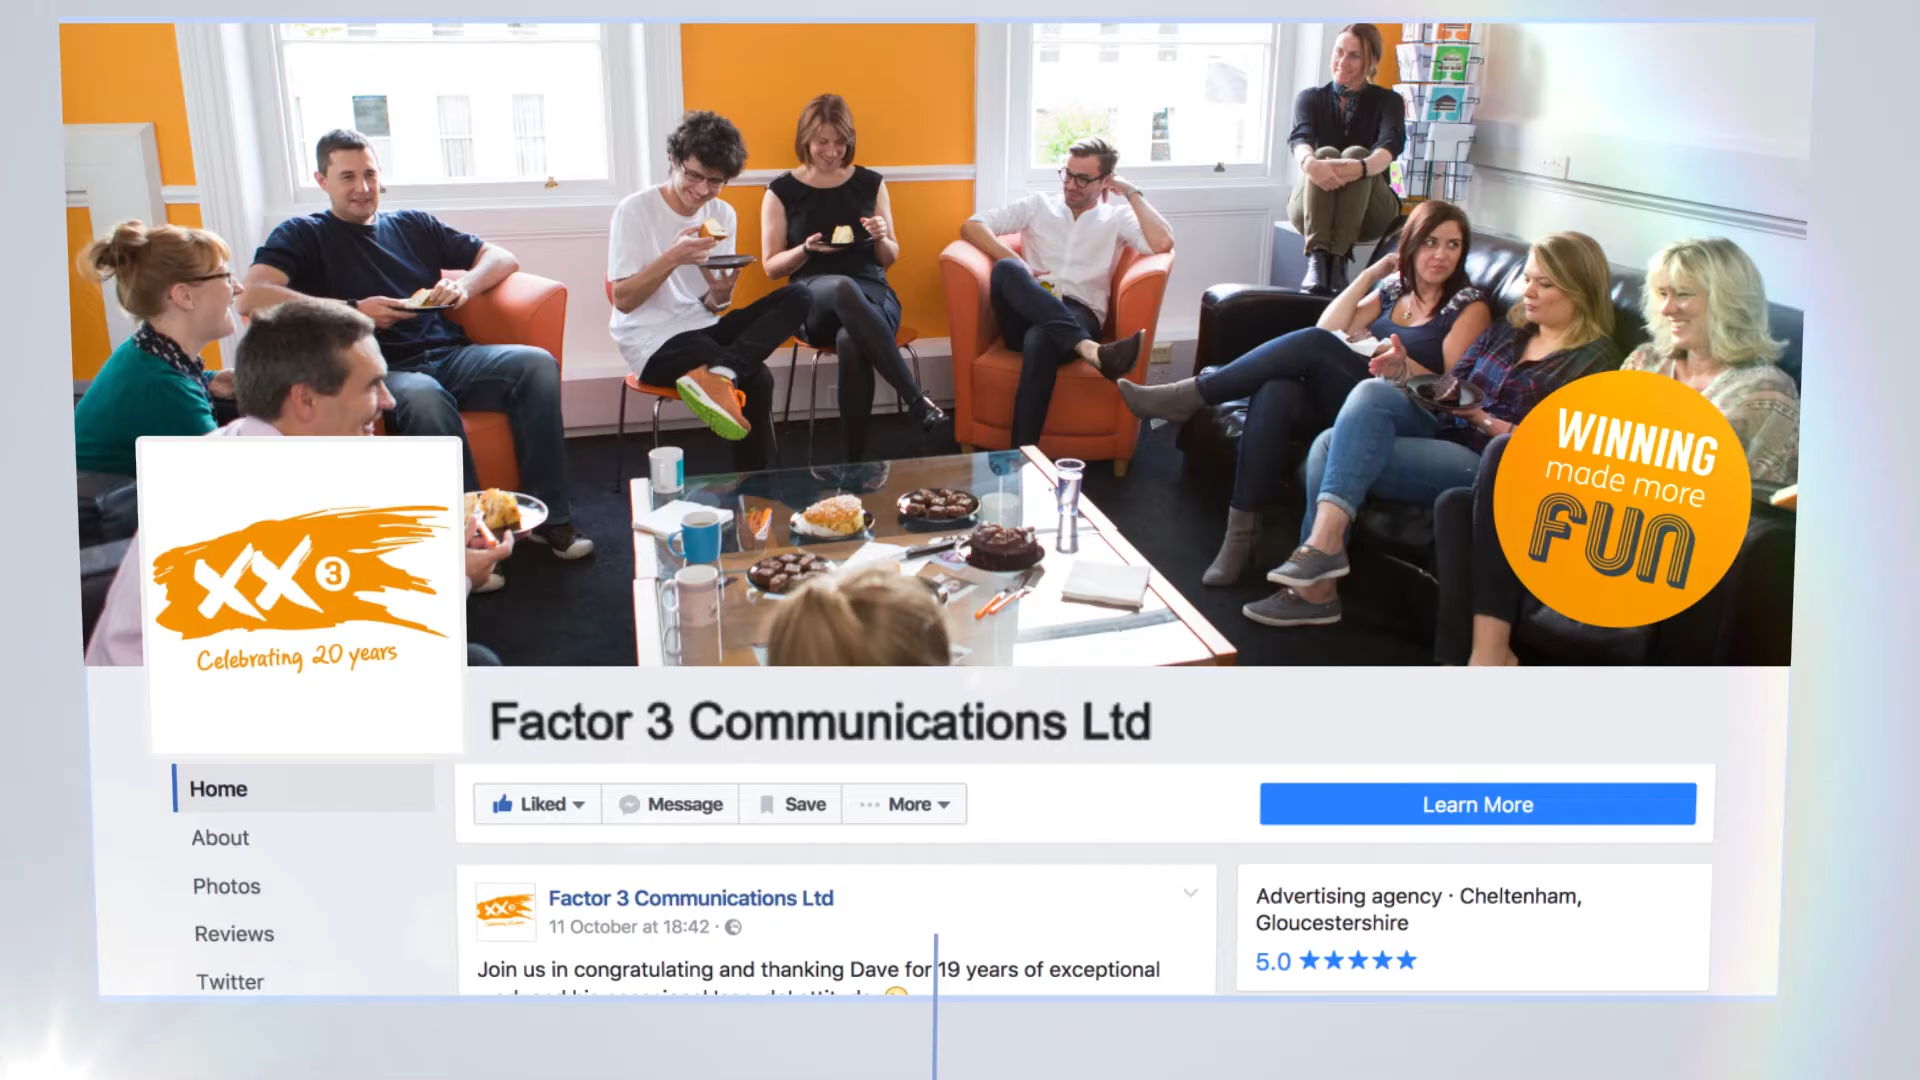 WINNING
made more
FUN
XX3
Celebrating 20 years
Factor 3 Communications Ltd
Home
About
Photos
Reviews
Twitter
Liked
Message
Save
More
Learn More
Factor 3 Communications Ltd
11 October at 18:42 ·
Join us in congratulating and thanking Dave for 19 years of exceptional
Advertising agency · Cheltenham,
Gloucestershire
5.0 ★★★★★